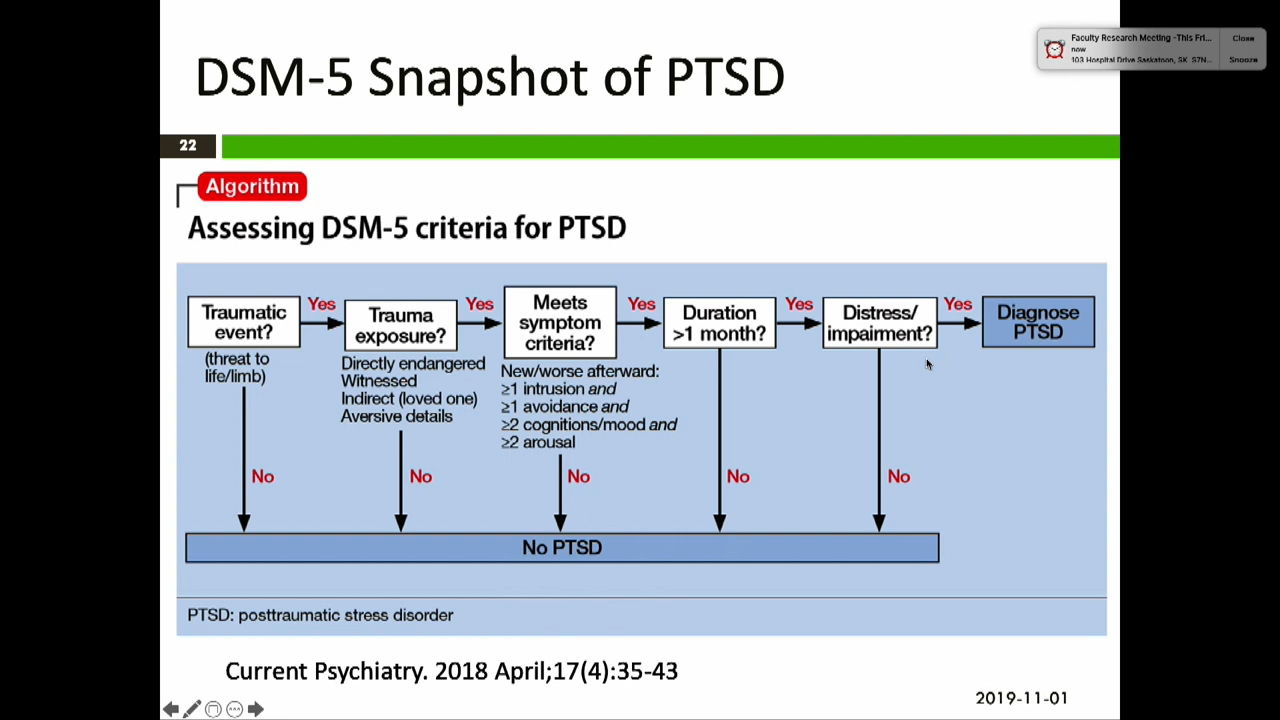 DSM-5 Snapshot of PTSD
Faculty Research Meeting -This Fri...
now
103 Hospital Drive Saskatoon, SK S7N...
Close
Snooze
22
Algorithm
Assessing DSM-5 criteria for PTSD
Traumatic
event?
(threat to
life/limb)
Yes
Trauma
exposure?
Directly endangered
Witnessed
Indirect (loved one)
Aversive details
Yes
Meets
symptom
criteria?
New/worse afterward:
≥1 intrusion and
≥1 avoidance and
≥2 cognitions/mood and
≥2 arousal
Yes
Duration
>1 month?
Yes
Distress/
impairment?
Yes
Diagnose
PTSD
No
No
No
No
No
No PTSD
PTSD: posttraumatic stress disorder
Current Psychiatry. 2018 April;17(4):35-43
2019-11-01